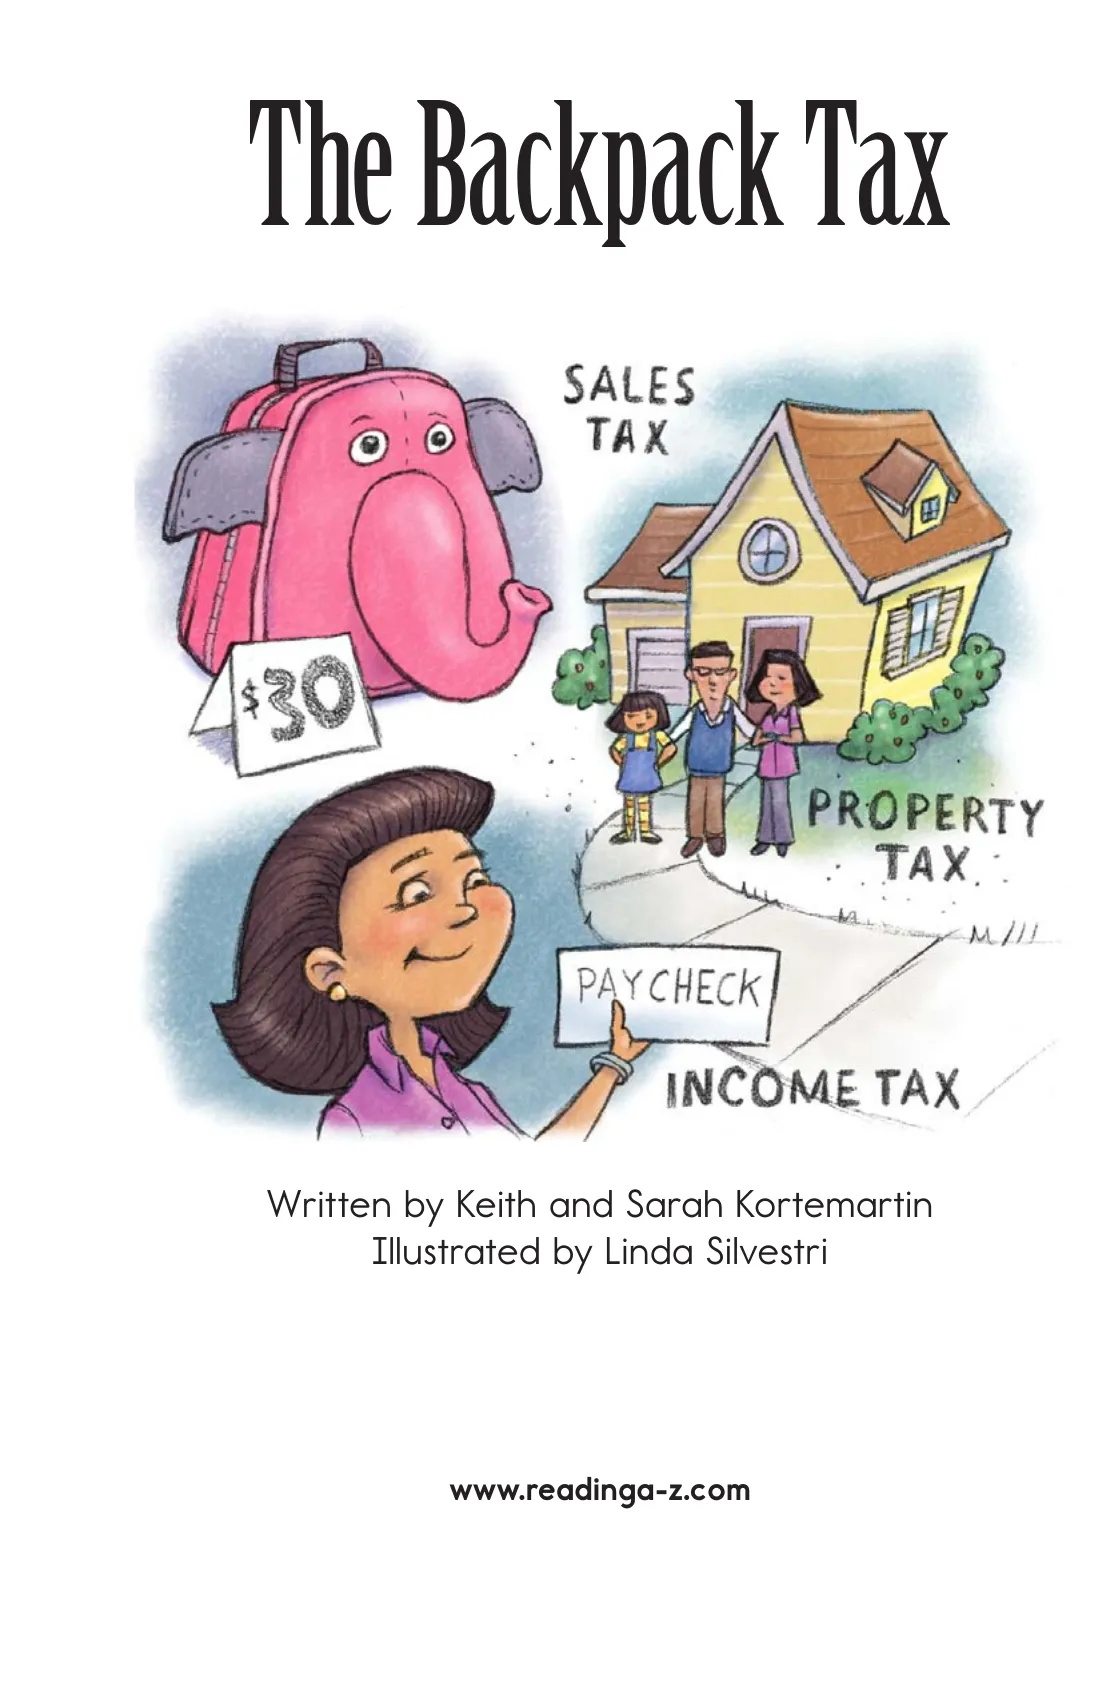 The Backpack Tax
SALES
TAX
$30
PROPERTY
TAX
PAYCHECK
INCOME TAX
Written by Keith and Sarah Kortemartin
Illustrated by Linda Silvestri
www.readinga-z.com